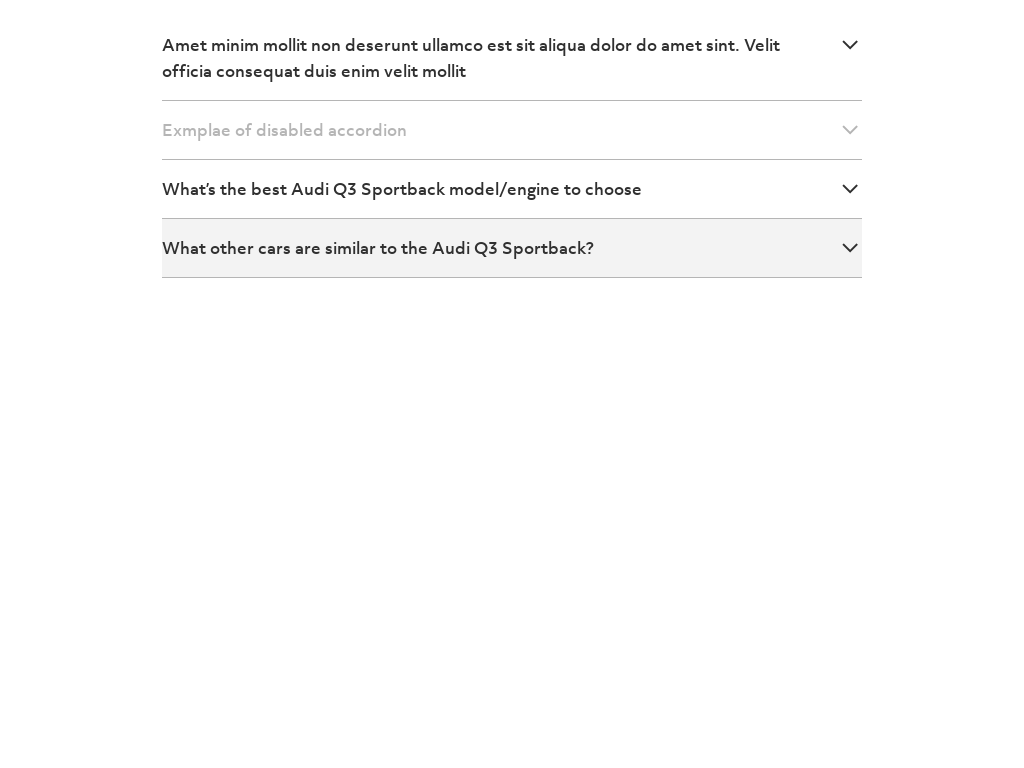 Amet minim mollit non deserunt ullamco est sit aliqua dolor do amet sint. Velit
officia consequat duis enim velit mollit
Exmplae of disabled accordion
What's the best Audi Q3 Sportback model/engine to choose
What other cars are similar to the Audi Q3 Sportback?